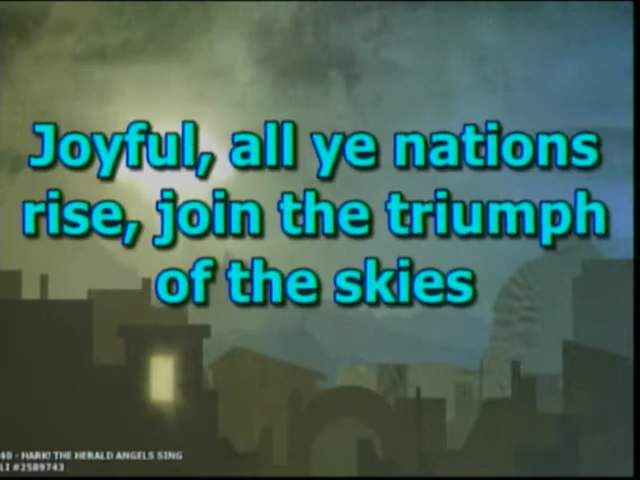 Joyful, all ye nations
rise, join the triumph
of the skies
40 - HARK! THE HERALD ANGELS SING
LI #2589743